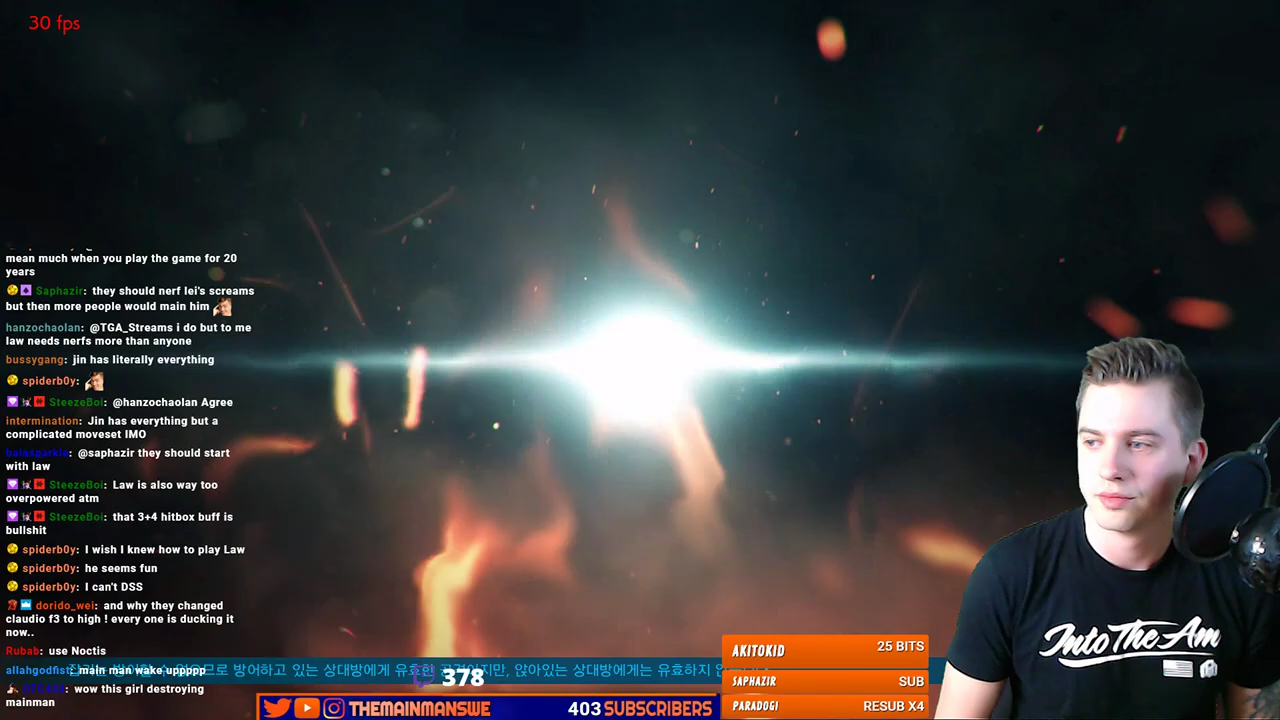 30 fps
mean much when you play the game for 20
years
Saphazir: they should nerf lei's screams
but then more people would main him
hanzochaolan: @TGA_Streams i do but to me
law needs nerfs more than anyone
bussygang: jin has literally everything
spiderb0y:
SteezeBoi: @hanzochaolan Agree
intermination: Jin has everything but a
complicated moveset IMO
@saphazir they should start
with law
SteezeBoi: Law is also way too
overpowered atm
SteezeBoi: that 3+4 hitbox buff is
bullshit
spiderb0y: I wish I knew how to play Law
spiderb0y: he seems fun
spiderb0y: I can't DSS
dorido_wei: and why they changed
claudio f3 to high ! every one is ducking it
now..
Rubab: use Noctis
allahgodfist: main man wake uppppp
wow this girl destroying
mainman
방어하고 있는 상대방에게 유효한 공격이지만, 앉아있는 상대방에게는 유효하지
378
THEMAINMANSWE
403 SUBSCRIBERS
AKITOKID 25 BITS
SAPHAZIR SUB
PARADOGI RESUB X4
Into The Am